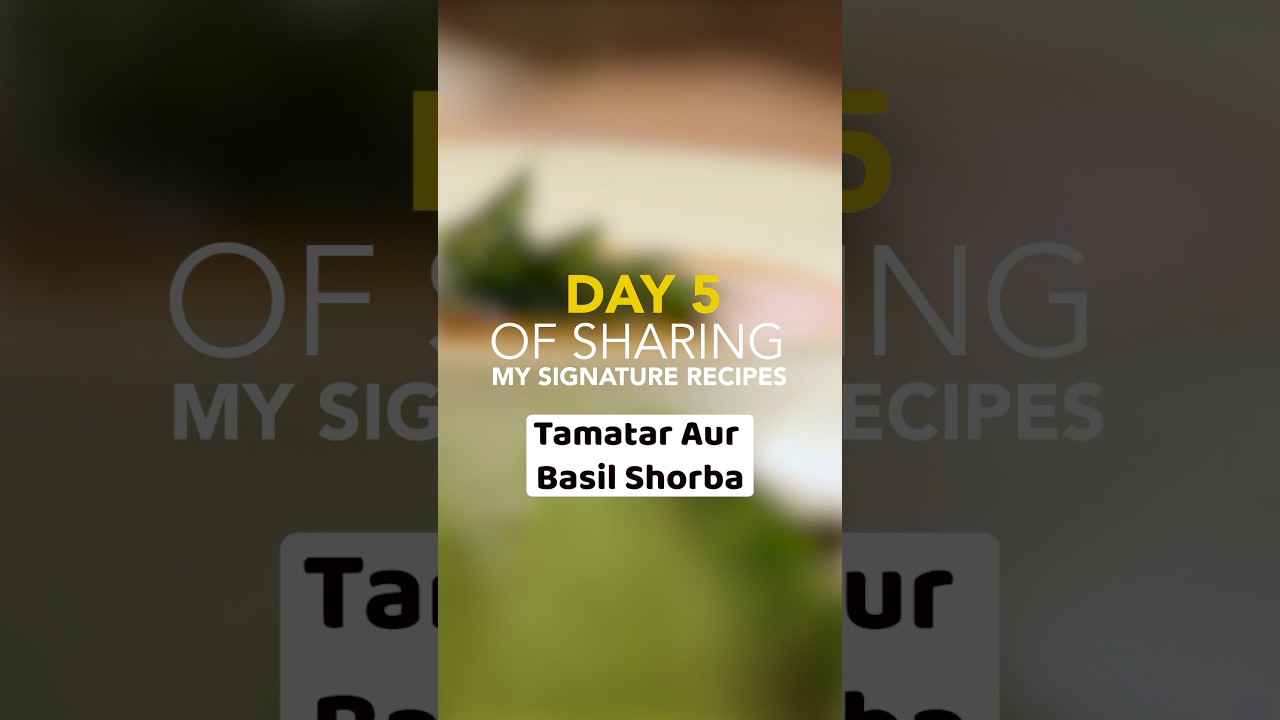 DAY 5
OF SHARING
MY SIGNATURE RECIPES
Tamatar Aur
Basil Shorba